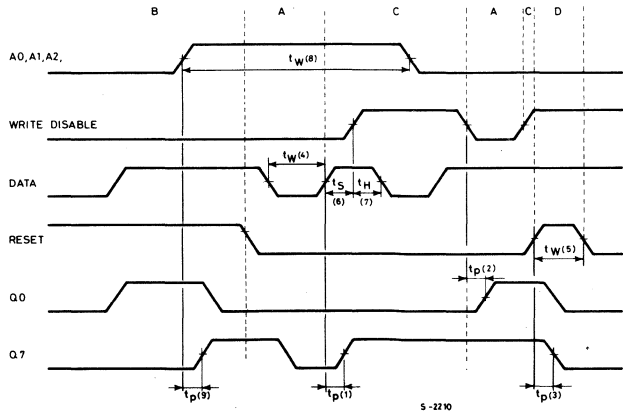 B A C A C D
A0, A1, A2,
tW(8)
WRITE DISABLE
tW(4)
DATA
tS tH
(6) (7)
RESET
tW(5)
tp(2)
Q0
Q7
tp(9) tp(1) tp(3)
S-2210